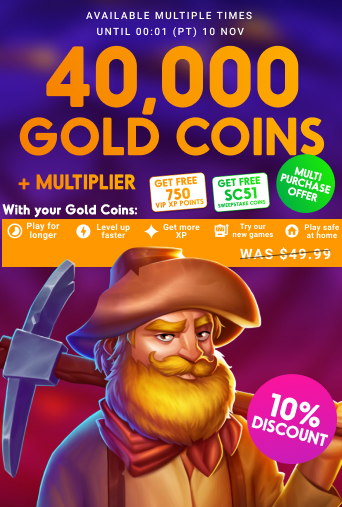 AVAILABLE MULTIPLE TIMES
UNTIL 00:01 (PT) 10 NOV
40,000
GOLD COINS
+ MULTIPLIER
GET FREE
750
VIP XP POINTS
GET FREE
SC51
SWEEPSTAKE COINS
MULTI
PURCHASE
OFFER
With your Gold Coins:
Play for
longer
Level up
faster
Get more
XP
Try our
new games
Play safe
at home
WAS $49.99
10%
DISCOUNT